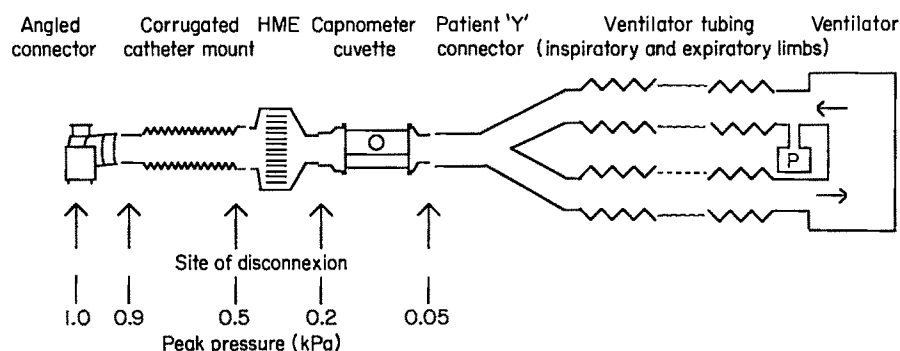 Angled connector
Corrugated catheter mount
HME
Capnometer cuvette
Patient 'Y' connector
Ventilator tubing (inspiratory and expiratory limbs)
Ventilator
P
Site of disconnexion
1.0 0.9 0.5 0.2 0.05
Peak pressure (kPa)